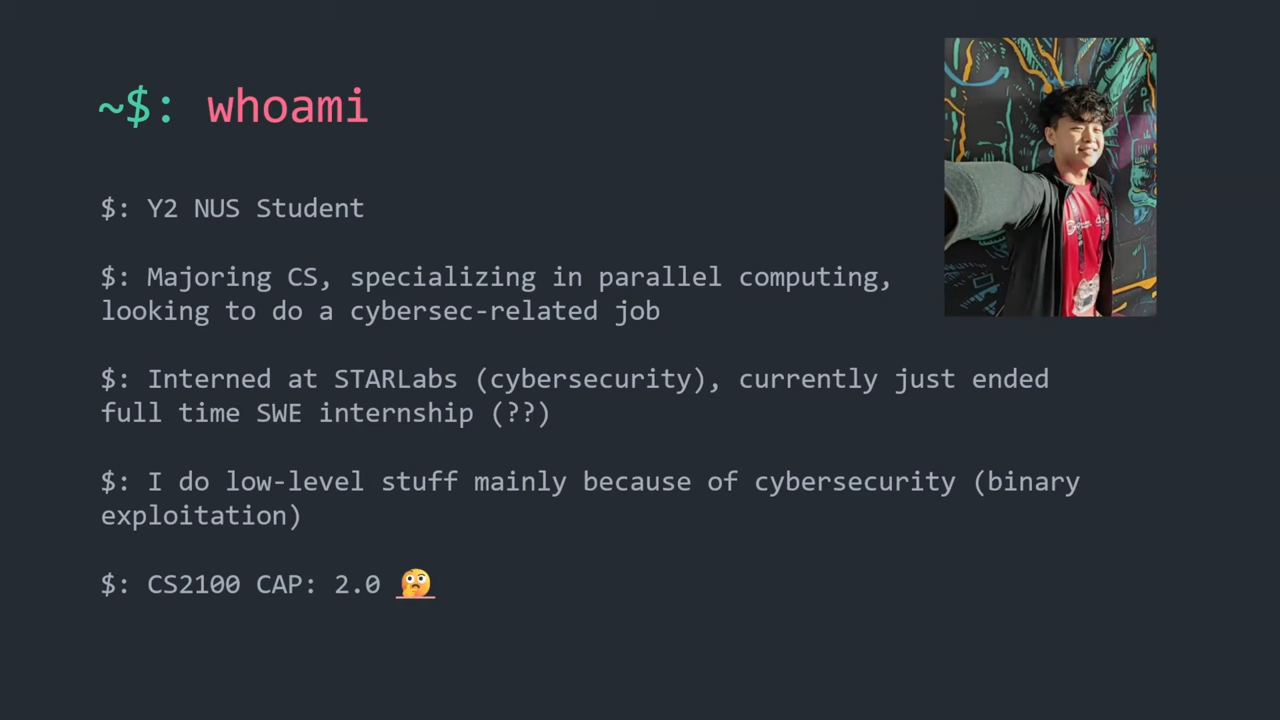 ~$: whoami
$: Y2 NUS Student
$: Majoring CS, specializing in parallel computing,
looking to do a cybersec-related job
$: Interned at STARLabs (cybersecurity), currently just ended
full time SWE internship (??)
$: I do low-level stuff mainly because of cybersecurity (binary
exploitation)
$: CS2100 CAP: 2.0 🤔